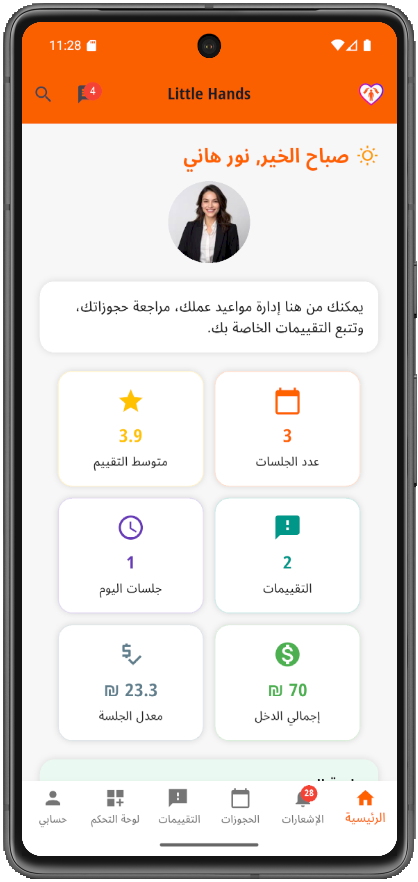 11:28
4
Little Hands
صباح الخير, نور هاني
يمكنك من هنا إدارة مواعيد عملك، مراجعة حجوزاتك،
وتتبع التقييمات الخاصة بك.
3
عدد الجلسات
3.9
متوسط التقييم
2
التقييمات
1
جلسات اليوم
70 ₪
إجمالي الدخل
23.3 ₪
معدل الجلسة
الرئيسية
28
الإشعارات
الحجوزات
التقييمات
لوحة التحكم
حسابي